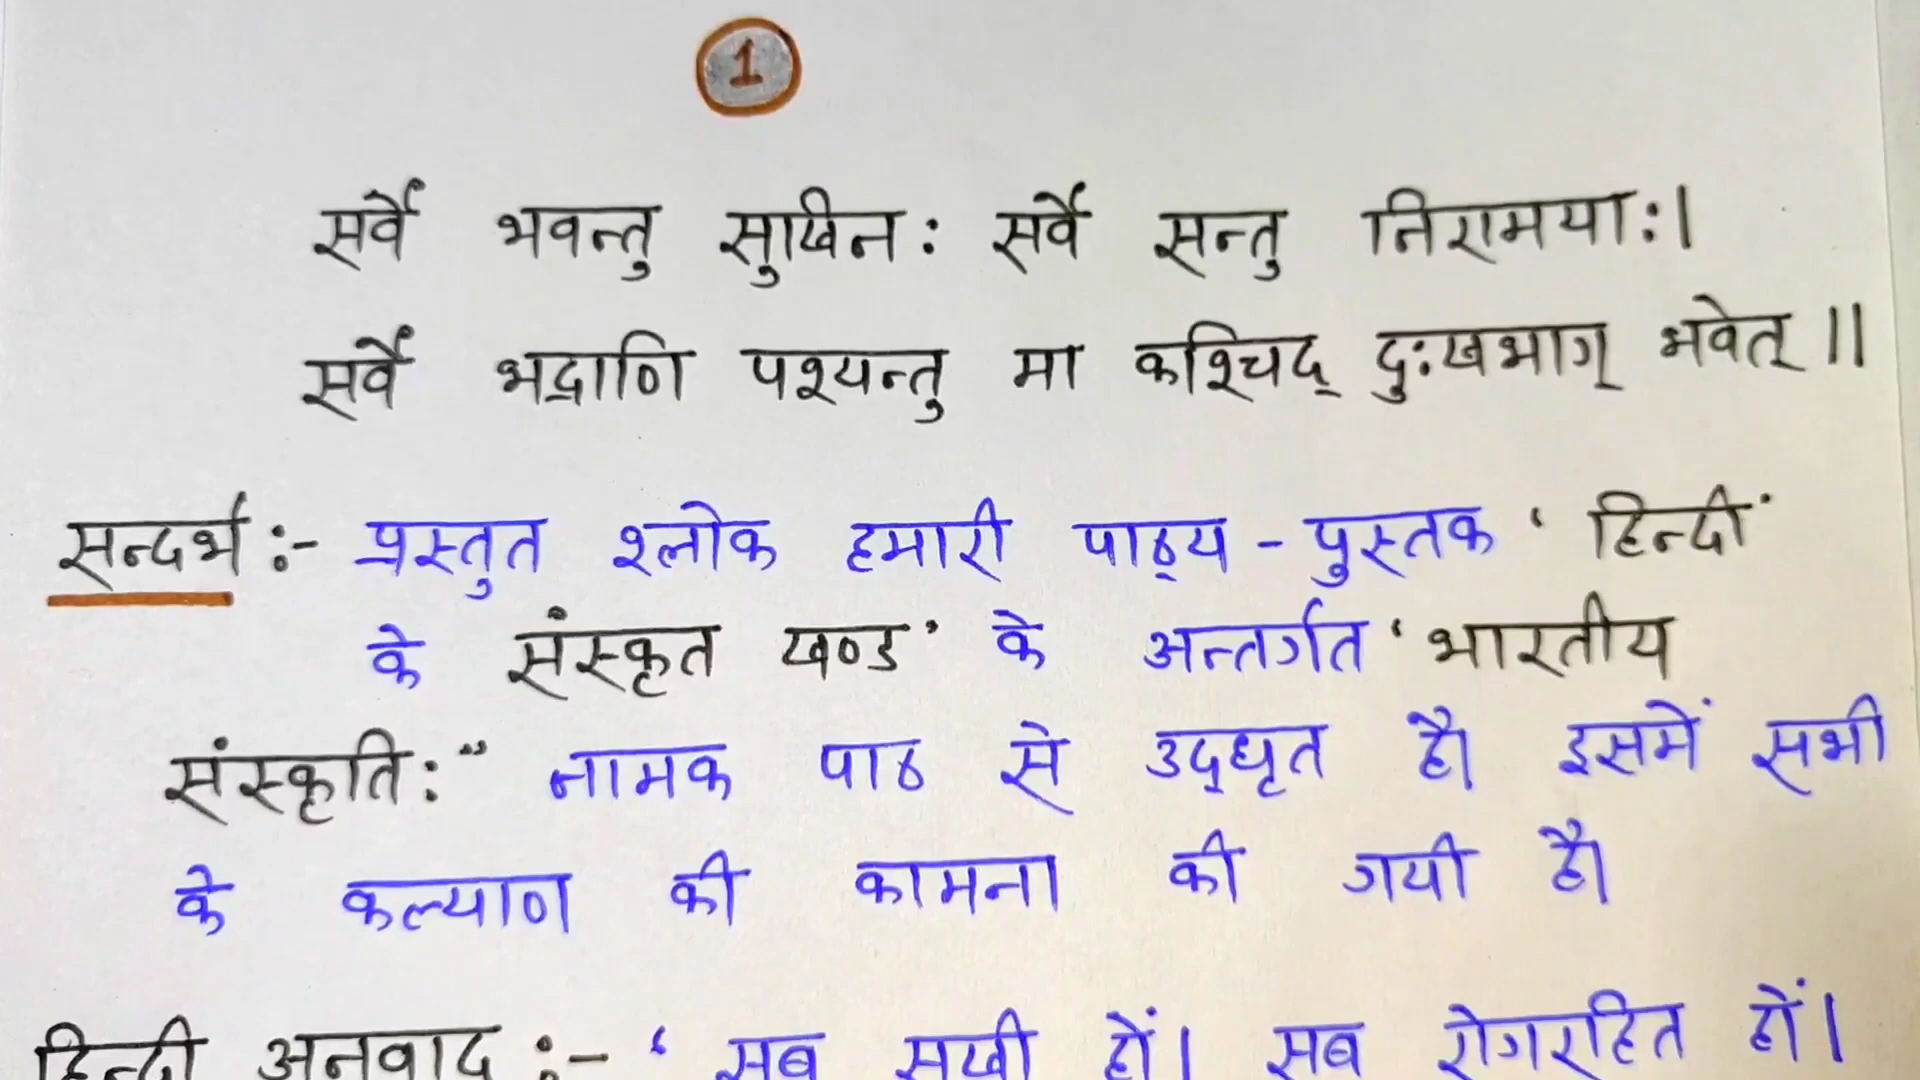 1
सर्वे भवन्तु सुखिन: सर्वे सन्तु निरामया:।
सर्वे भद्राणि पश्यन्तु मा कश्चिद् दु:खभाग् भवेत्।।
सन्दर्भ:- प्रस्तुत श्लोक हमारी पाठ्य-पुस्तक 'हिन्दी'
के संस्कृत खण्ड' के अन्तर्गत 'भारतीय
संस्कृति:" नामक पाठ से उद्धृत है। इसमें सभी
के कल्याण की कामना की गयी है।
हिन्दी अनुवाद:- 'सब सुखी हों। सब रोगरहित हों।